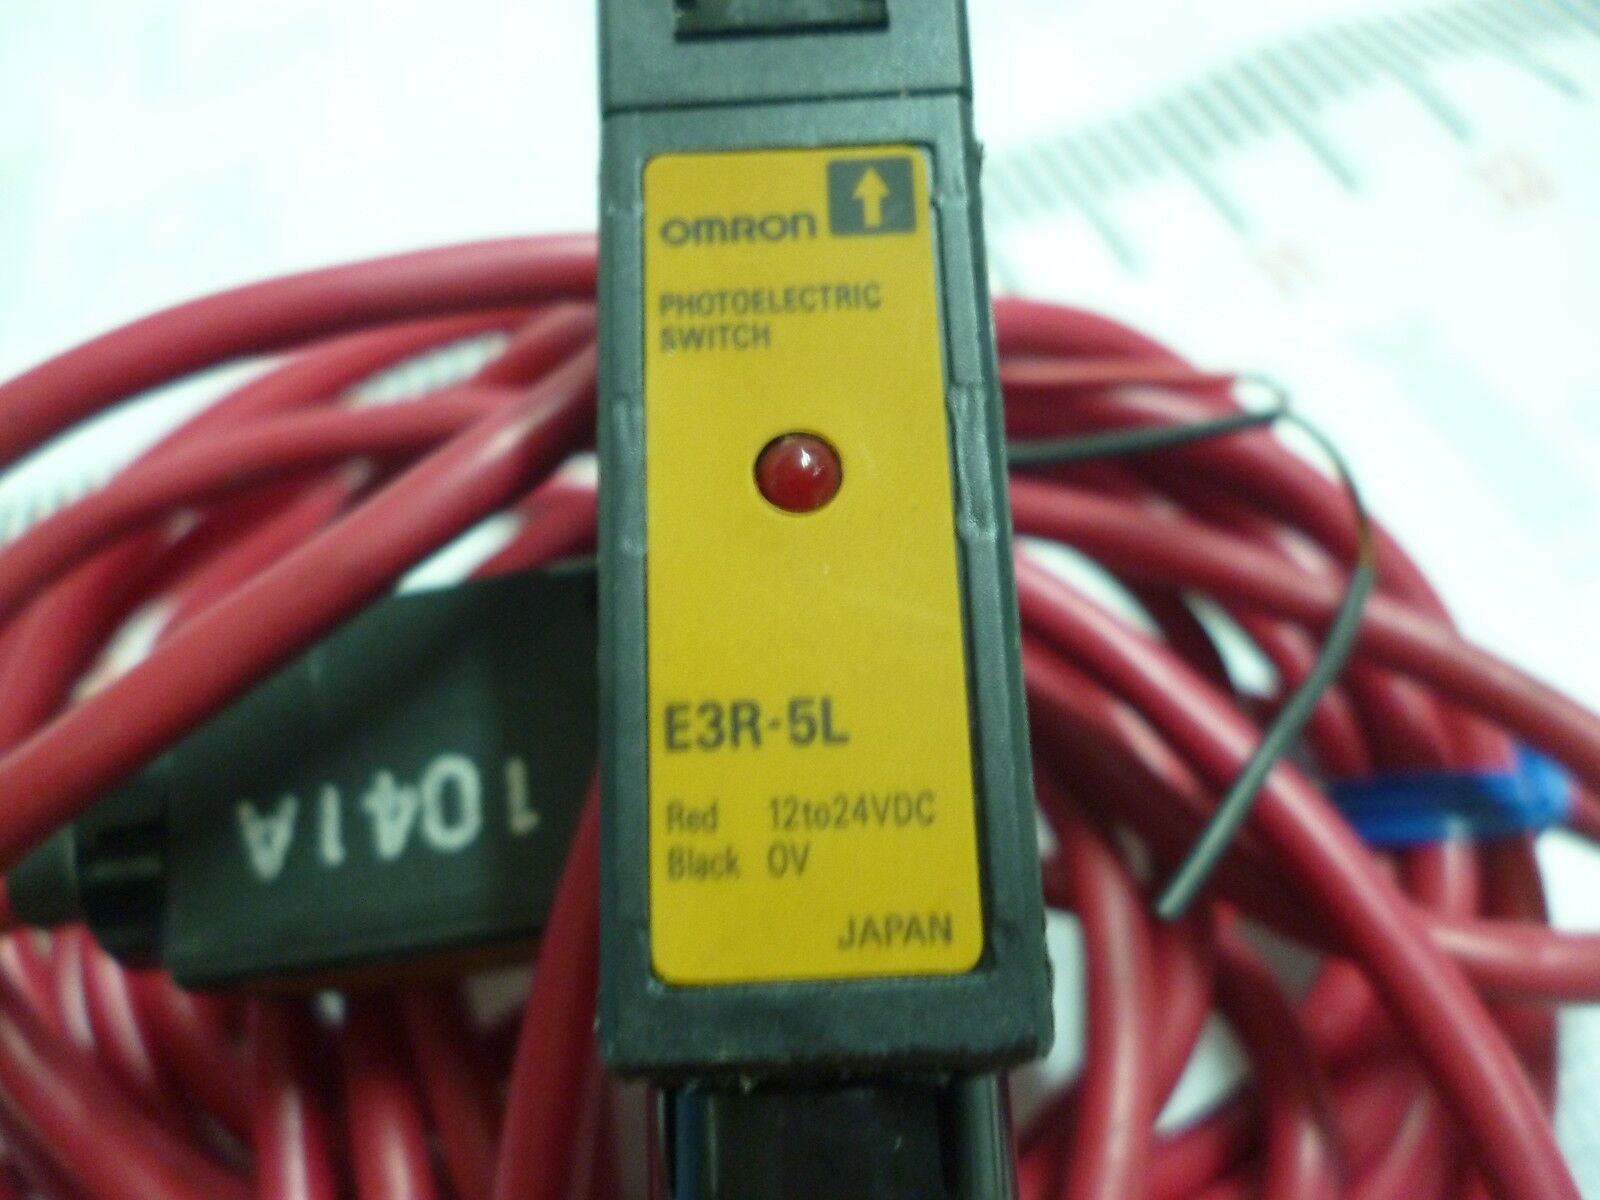 OMRON
PHOTOELECTRIC
SWITCH
E3R-5L
Red 12to24VDC
Black 0V
JAPAN
1041A